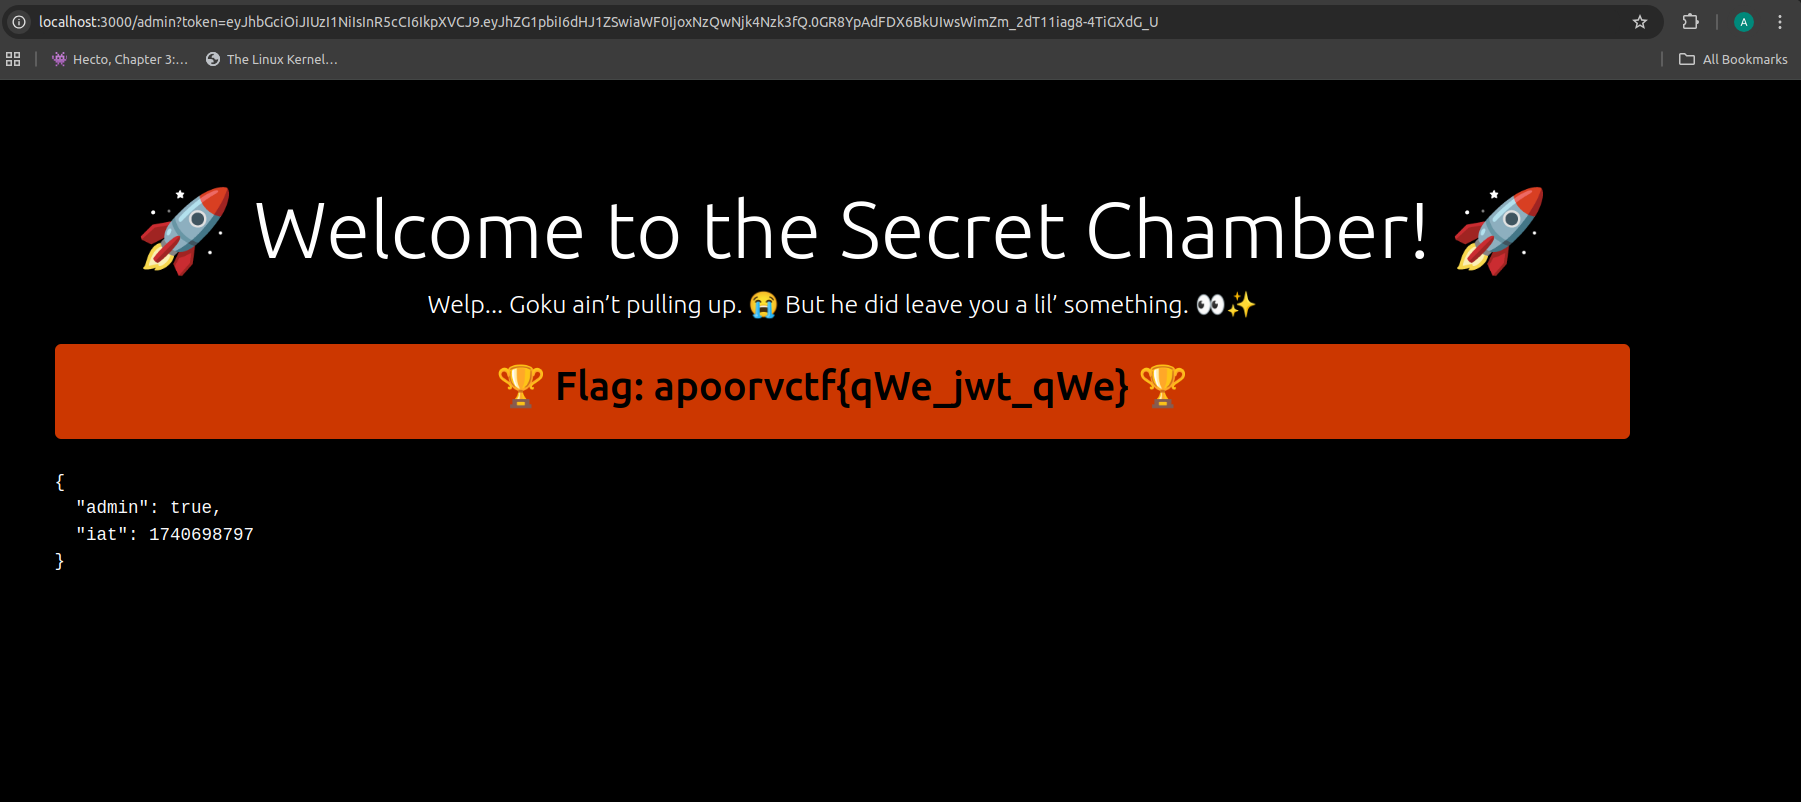 localhost:3000/admin?token=eyJhbGciOiJIUzI1NiIsInR5cCI6IkpXVCJ9.eyJhZG1pbiI6dHJ1ZSwiaWF0IjoxNzQwNjk4Nzk3fQ.0GR8YpAdFDX6BkUIwsWimZm_2dT11iag8-4TiGXdG_U
A
Hecto, Chapter 3:... The Linux Kernel... All Bookmarks
🚀 Welcome to the Secret Chamber! 🚀
Welp... Goku ain’t pulling up. 😭 But he did leave you a lil’ something. 👀✨
🏆 Flag: apoorvctf{qWe_jwt_qWe} 🏆
{
"admin": true,
"iat": 1740698797
}